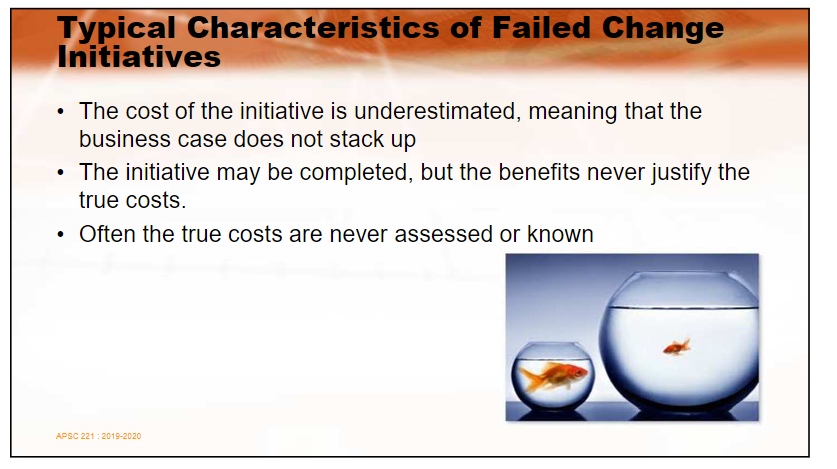 Typical Characteristics of Failed Change
Initiatives
• The cost of the initiative is underestimated, meaning that the
business case does not stack up
• The initiative may be completed, but the benefits never justify the
true costs.
• Often the true costs are never assessed or known
APSC 221 : 2019-2020